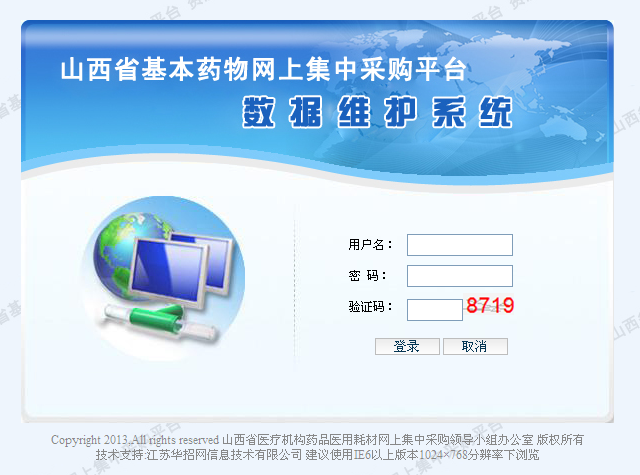 山西省基本药物网上集中采购平台
数据维护系统
用户名：
密 码：
验证码： 8719
登录 取消
Copyright 2013,All rights reserved 山西省医疗机构药品医用耗材网上集中采购领导小组办公室 版权所有
技术支持:江苏华招网信息技术有限公司 建议使用IE6以上版本1024×768分辨率下浏览